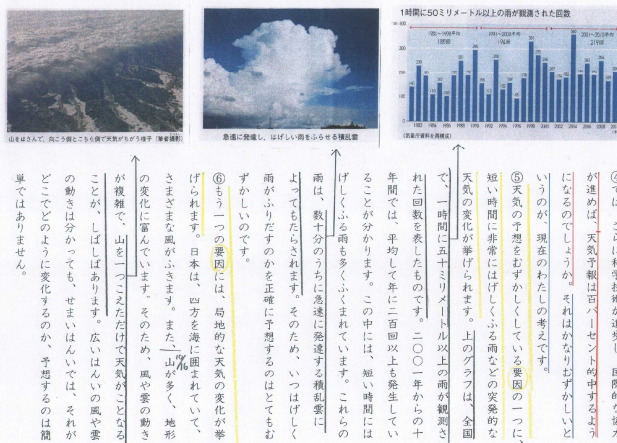 1時間に50ミリメートル以上の雨が観測された回数
山をはさんで、向こう側とこちら側で天気がちがう様子
急速に発達し、はげしい雨をふらせる積乱雲
(気象庁資料を再構成)
が進めば、天気予報は百パーセント的中するよう
になるのでしょうか。それはかなりむずかしいと
いうのが、現在のわたしの考えです。
⑤天気の予想をむずかしくしている要因の一つに、
短い時間に非常にはげしくふる雨などの突発的な
天気の変化が挙げられます。上のグラフは、全国
で、一時間に五十ミリメートル以上の雨が観測さ
れた回数を表したものです。二〇〇一年からの十
年間では、平均して年に二百回以上も発生してい
ることが分かります。この中には、短い時間には
げしくふる雨も多くふくまれています。これらの
雨は、数十分のうちに急速に発達する積乱雲に
よってもたらされます。そのため、いつはげしく
雨がふりだすのかを正確に予想するのはとてもむ
ずかしいのです。
⑥もう一つの要因には、局地的な天気の変化が挙
げられます。日本は、四方を海に囲まれていて、
さまざまな風がふきます。また、山が多く、地形
の変化に富んでいます。そのため、風や雲の動き
が複雑で、山を一つこえただけで天気がことなる
ことが、しばしばあります。広いはんいの風や雲
の動きは分かっても、せまいはんいでは、それが
どこでどのように変化するのか、予想するのは簡
単ではありません。